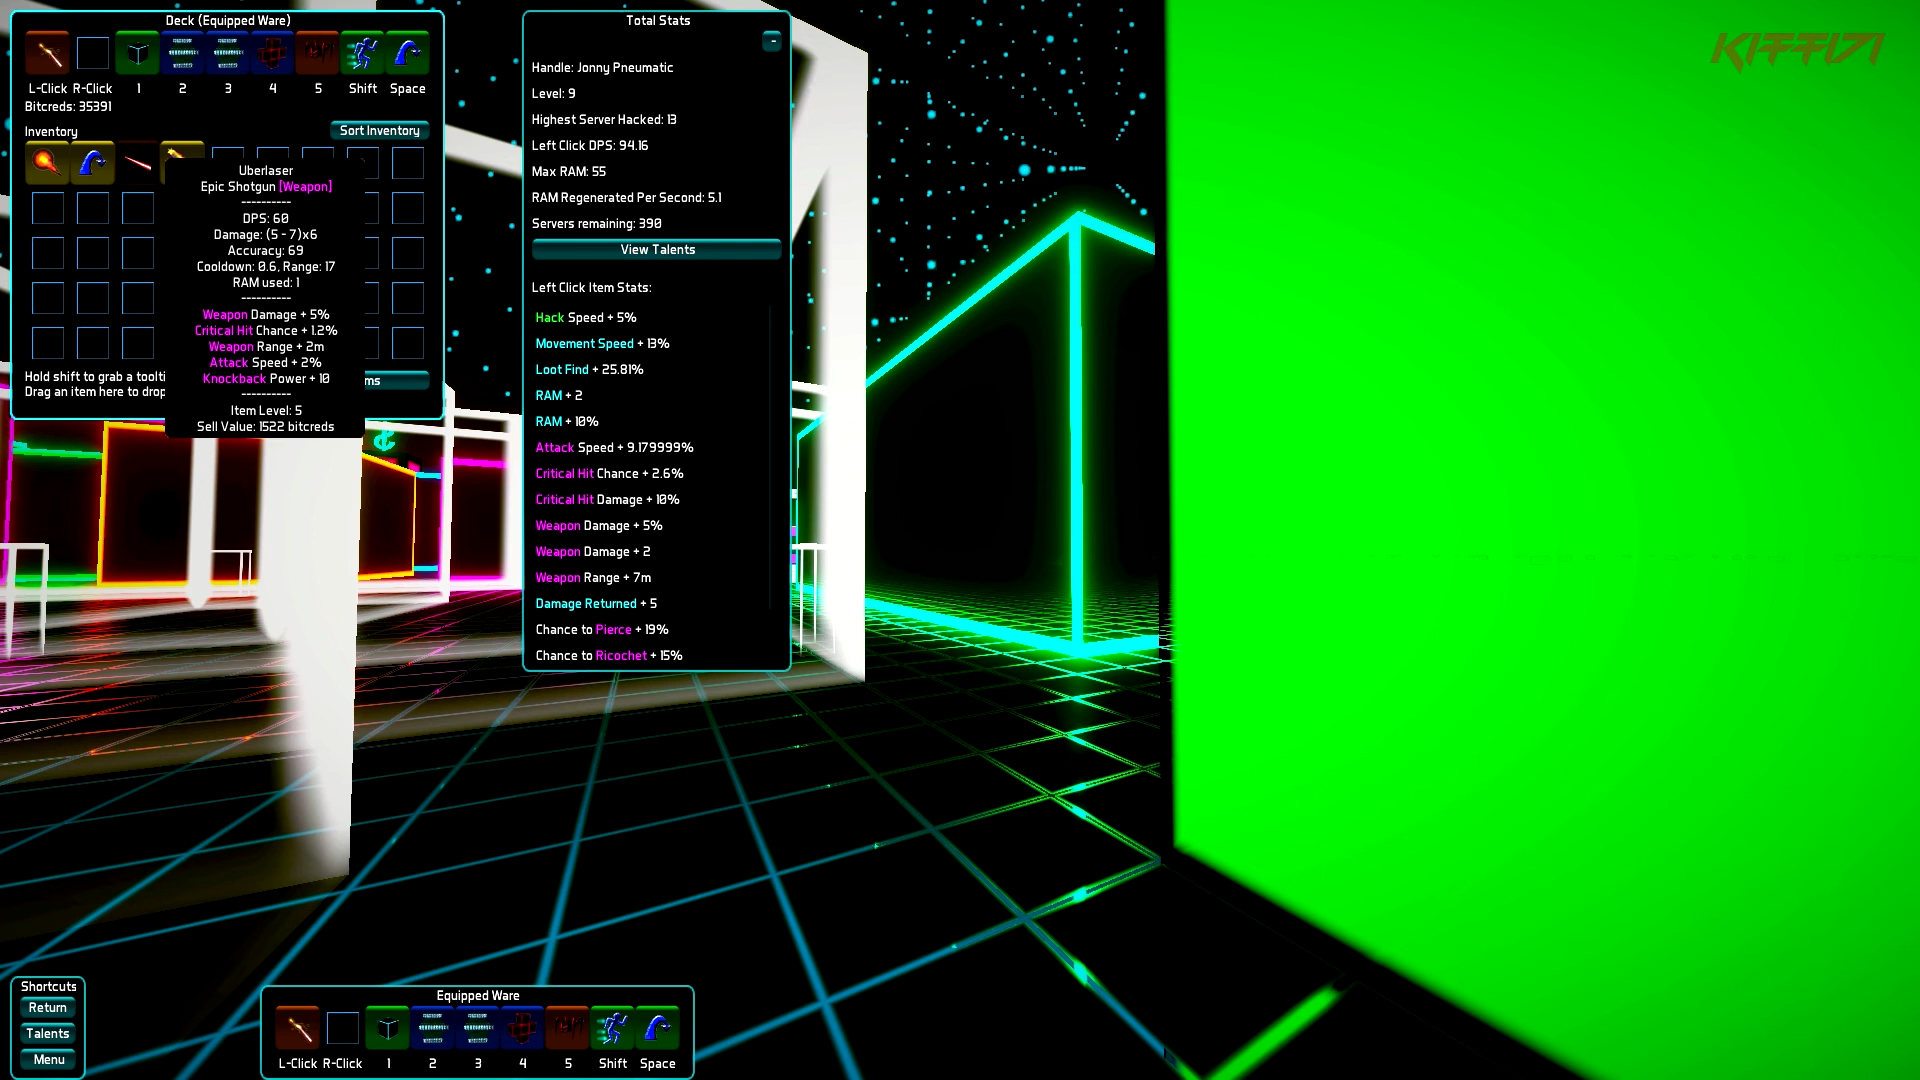 Deck (Equipped Ware)
L-Click R-Click 1 2 3 4 5 Shift Space
Bitcreds: 35391
Inventory
Sort Inventory
Uberlaser
Epic Shotgun [Weapon]
----------
DPS: 60
Damage: (5 - 7)x6
Accuracy: 69
Cooldown: 0.6, Range: 17
RAM used: 1
----------
Weapon Damage + 5%
Critical Hit Chance + 1.2%
Weapon Range + 2m
Attack Speed + 2%
Knockback Power + 10
----------
Item Level: 5
Sell Value: 1522 bitcreds
Hold shift to grab a toolti
Drag an item here to drop
ms
Total Stats
-
Handle: Jonny Pneumatic
Level: 9
Highest Server Hacked: 13
Left Click DPS: 94.16
Max RAM: 55
RAM Regenerated Per Second: 5.1
Servers remaining: 390
View Talents
Left Click Item Stats:
Hack Speed + 5%
Movement Speed + 13%
Loot Find + 25.81%
RAM + 2
RAM + 10%
Attack Speed + 9.179999%
Critical Hit Chance + 2.6%
Critical Hit Damage + 10%
Weapon Damage + 5%
Weapon Damage + 2
Weapon Range + 7m
Damage Returned + 5
Chance to Pierce + 19%
Chance to Ricochet + 15%
Shortcuts
Return
Talents
Menu
Equipped Ware
L-Click R-Click 1 2 3 4 5 Shift Space